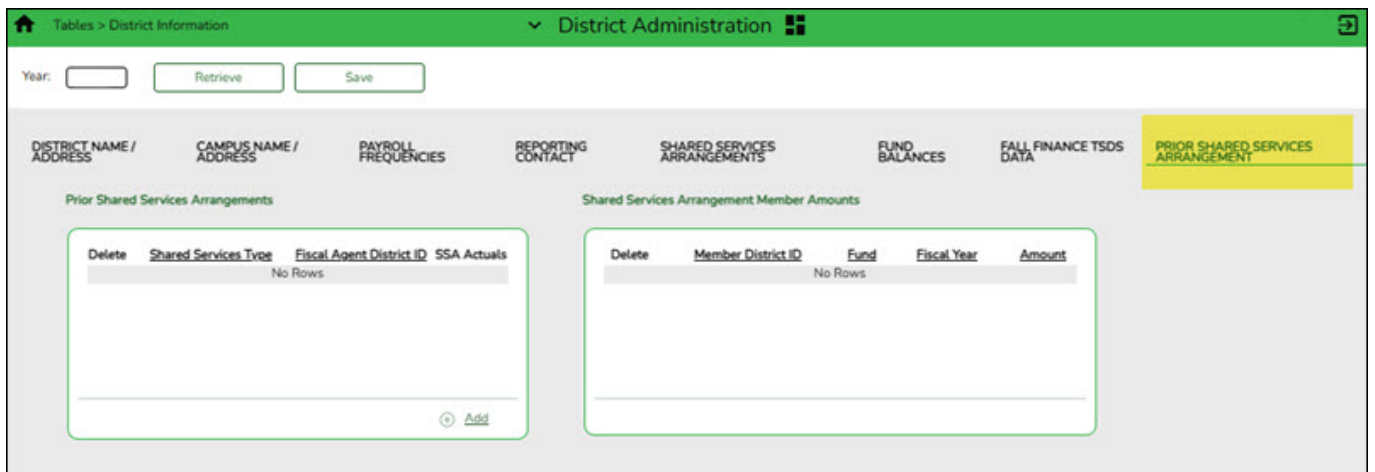 Tables > District Information
District Administration
Year:
Retrieve
Save
DISTRICT NAME /
ADDRESS
CAMPUS NAME /
ADDRESS
PAYROLL
FREQUENCIES
REPORTING
CONTACT
SHARED SERVICES
ARRANGEMENTS
FUND
BALANCES
FALL FINANCE TSDS
DATA
PRIOR SHARED SERVICES
ARRANGEMENT
Prior Shared Services Arrangements
Delete Shared Services Type Fiscal Agent District ID SSA Actuals
No Rows
Add
Shared Services Arrangement Member Amounts
Delete Member District ID Fund Fiscal Year Amount
No Rows